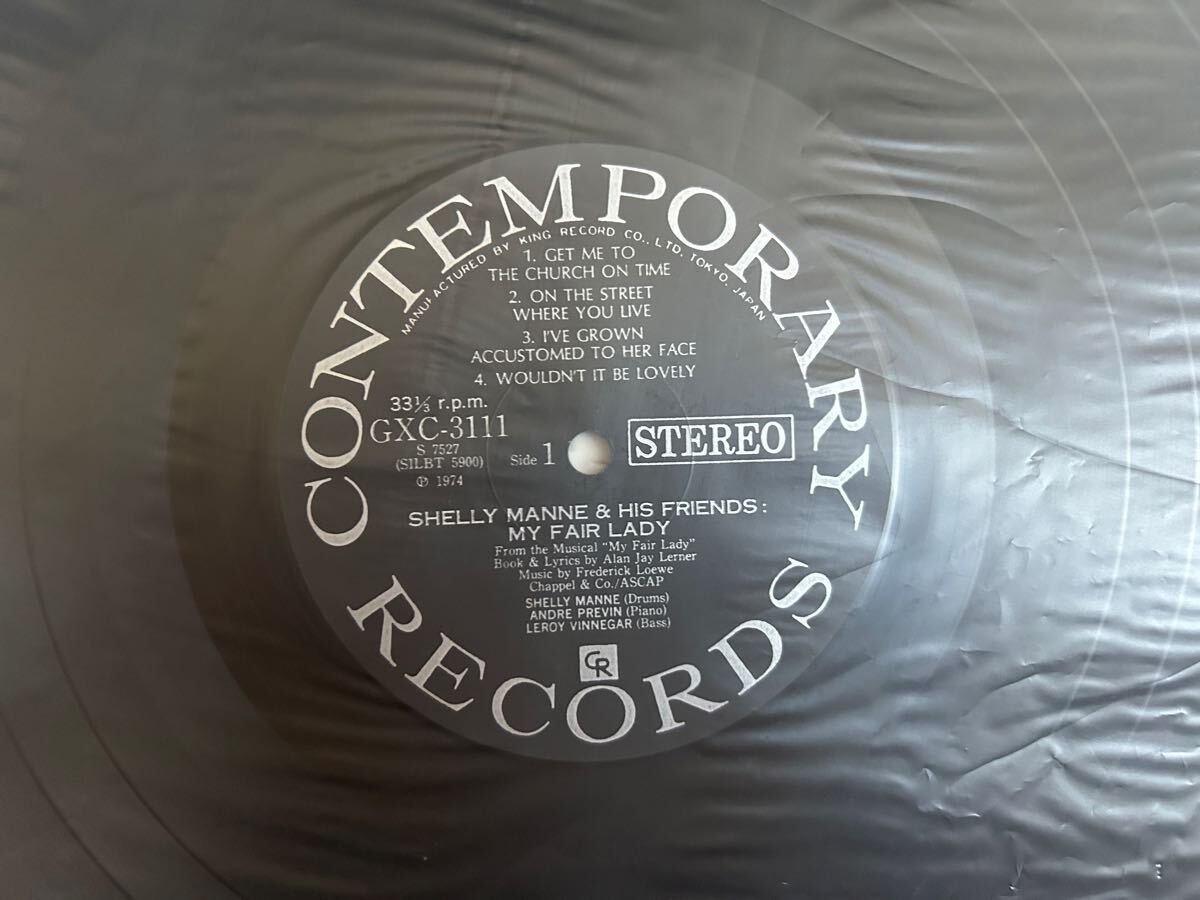 CONTEMPORARY
MANUFACTURED BY KING RECORD CO., LTD. TOKYO, JAPAN
1. GET ME TO
THE CHURCH ON TIME
2. ON THE STREET
WHERE YOU LIVE
3. I'VE GROWN
ACCUSTOMED TO HER FACE
4. WOULDN'T IT BE LOVELY
33⅓ r.p.m.
GXC-3111
S 7527
(SILBT 5900)
Ⓟ 1974
Side 1
STEREO
SHELLY MANNE & HIS FRIENDS:
MY FAIR LADY
From the Musical "My Fair Lady"
Book & Lyrics by Alan Jay Lerner
Music by Frederick Loewe
Chappel & Co./ASCAP
SHELLY MANNE (Drums)
ANDRE PREVIN (Piano)
LEROY VINNEGAR (Bass)
CR
RECORDS